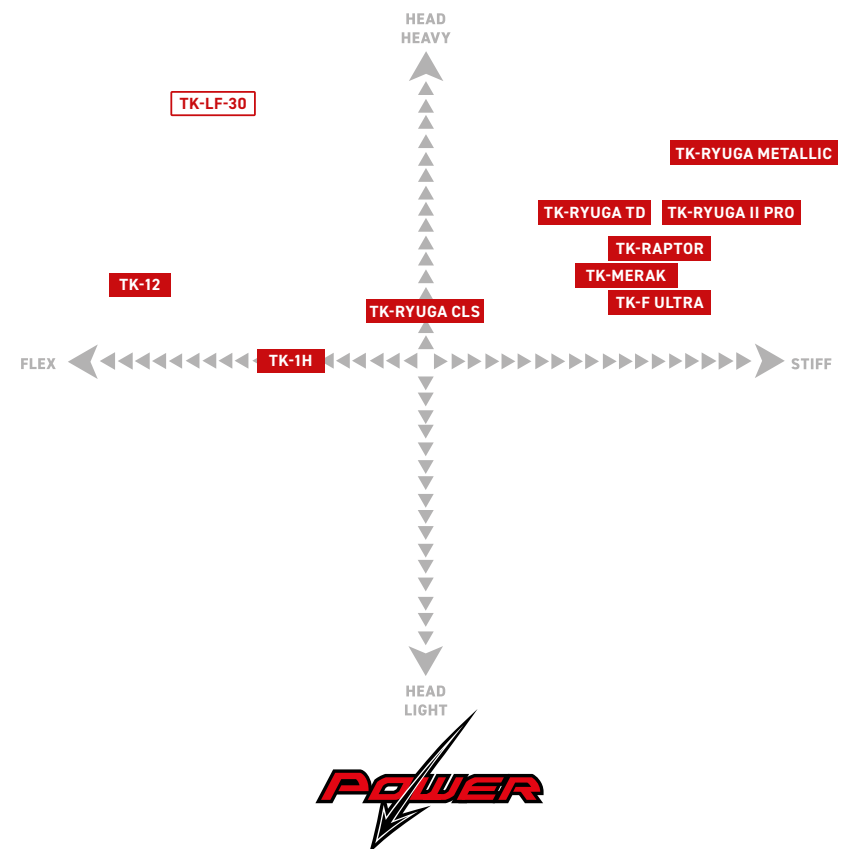 HEAD
HEAVY
TK-LF-30
TK-RYUGA METALLIC
TK-RYUGA TD
TK-RYUGA II PRO
TK-RAPTOR
TK-MERAK
TK-12
TK-F ULTRA
TK-RYUGA CLS
FLEX
TK-1H
STIFF
HEAD
LIGHT
POWER